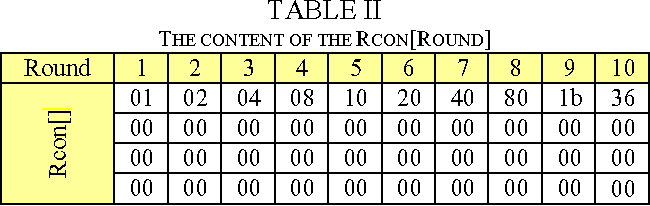 TABLE II
THE CONTENT OF THE RCON[ROUND]
Round 1 2 3 4 5 6 7 8 9 10
Rcon[] 01 02 04 08 10 20 40 80 1b 36
00 00 00 00 00 00 00 00 00 00
00 00 00 00 00 00 00 00 00 00
00 00 00 00 00 00 00 00 00 00